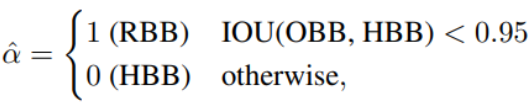 α̂ = { 1 (RBB) IOU(OBB, HBB) < 0.95
0 (HBB) otherwise,